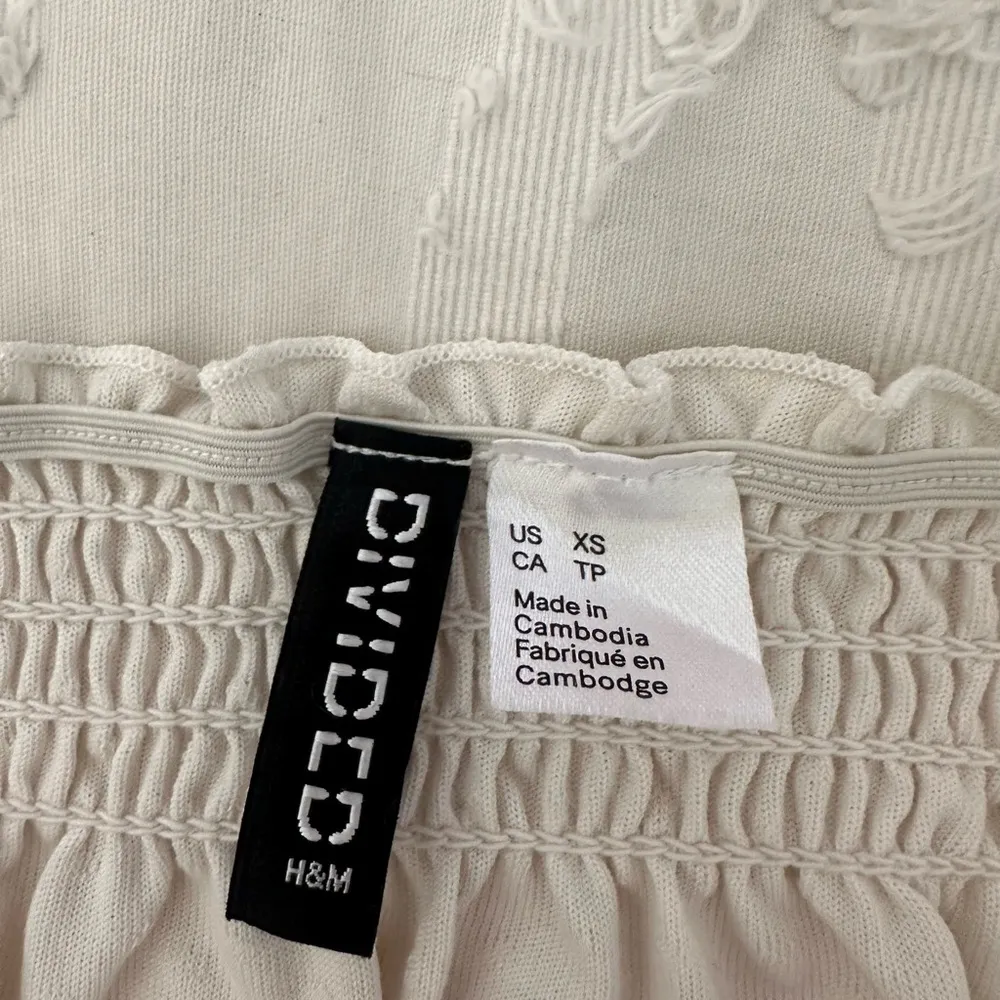 DIVIDED
H&M
US XS
CA TP
Made in
Cambodia
Fabriqué en
Cambodge